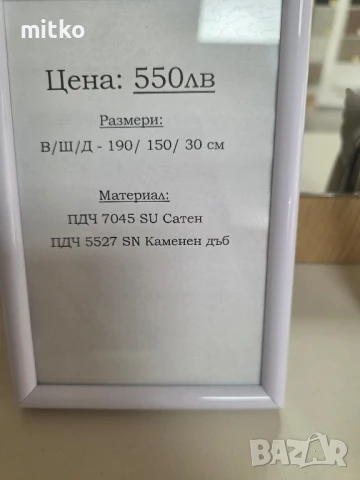 mitko
Цена: 550лв
Размери:
В/Ш/Д - 190/ 150/ 30 см
Материал:
ПДЧ 7045 SU Сатен
ПДЧ 5527 SN Каменен дъб
BAZAR